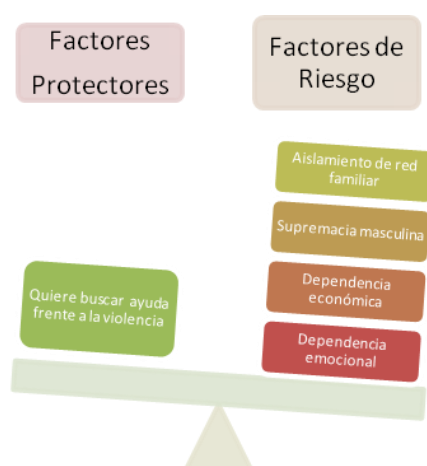 Factores
Protectores
Factores de
Riesgo
Aislamiento de red
familiar
Supremacia masculina
Dependencia
económica
Dependencia
emocional
Quiere buscar ayuda
frente a la violencia